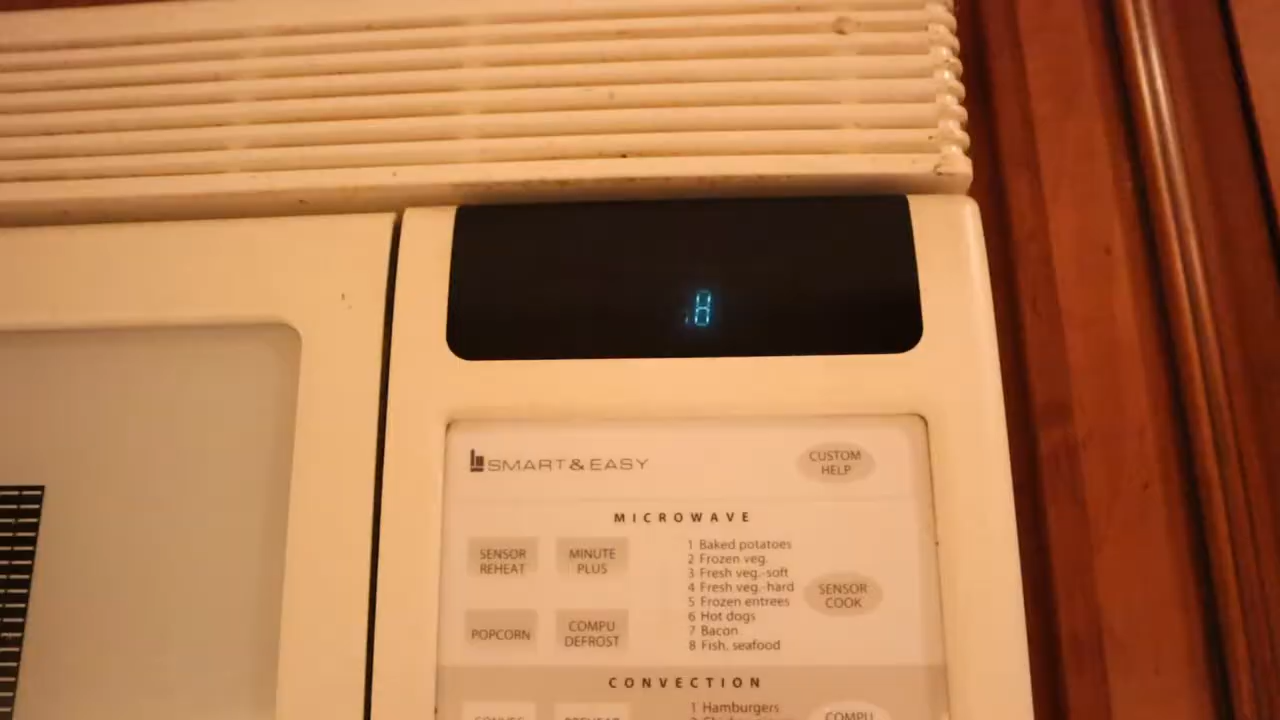 .8
SMART & EASY
CUSTOM
HELP
MICROWAVE
SENSOR
REHEAT
MINUTE
PLUS
POPCORN
COMPU
DEFROST
1 Baked potatoes
2 Frozen veg.
3 Fresh veg.-soft
4 Fresh veg.-hard
5 Frozen entrees
6 Hot dogs
7 Bacon
8 Fish, seafood
SENSOR
COOK
CONVECTION
1 Hamburgers
COMPU